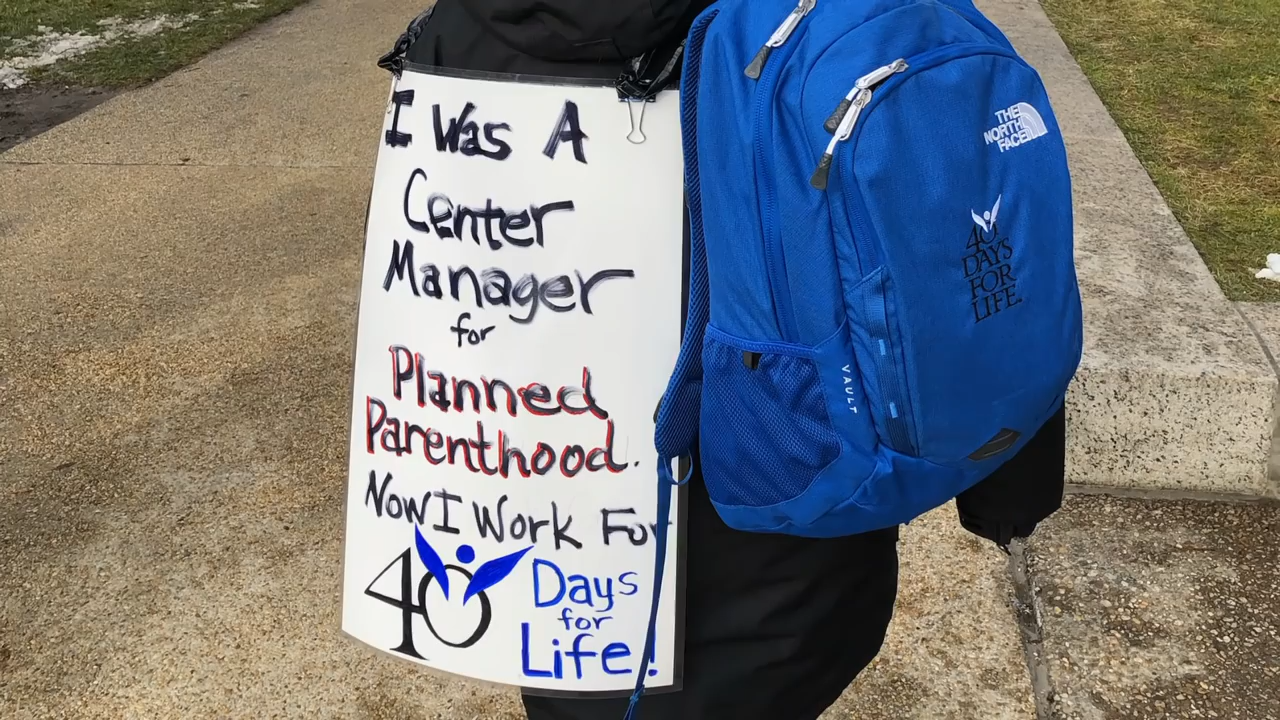 I Was A
Center
Manager
for
Planned
Parenthood.
Now I Work For
40 Days
for
Life!
THE
NORTH
FACE
40
DAYS
FOR
LIFE
VAULT